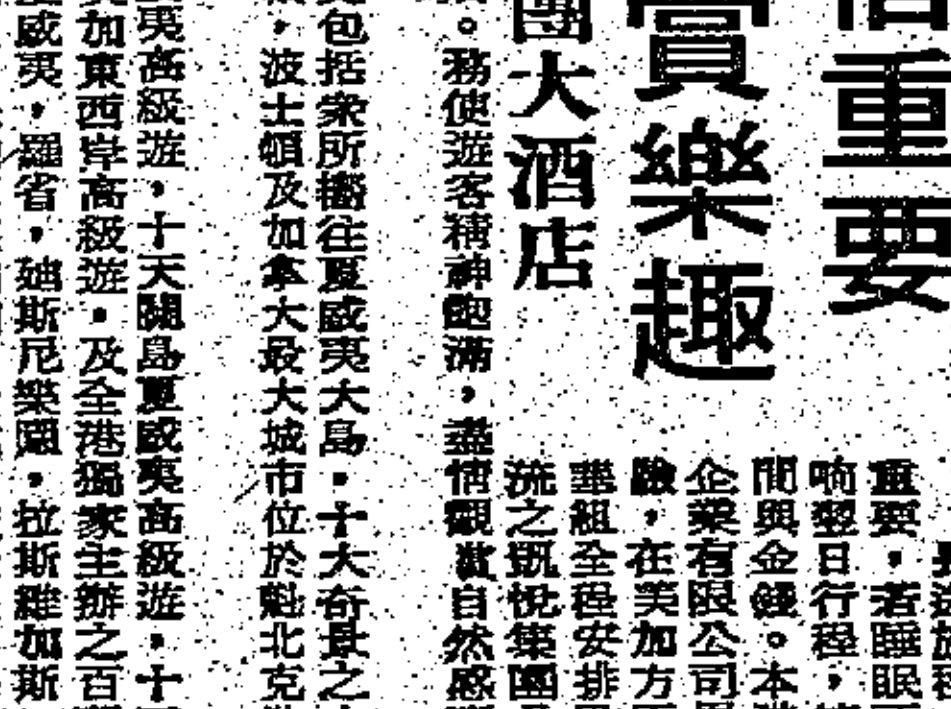 倍重要
賞樂趣
團大酒店
重要，若睡眠
响翌日行程，
間與金錢。本
企業有限公司
險，在美加方
華組全程安排
流之凱悅集團
。務使遊客精神飽滿，盡情觀賞自然
包括衆所嚮往夏威夷大島。十大奇景之
，波士頓及加拿大最大城市位於魁北克
夷高級遊，十天關島夏威夷高級遊。十
加東西岸高級遊。及全港獨家主辦之百
威夷，羅省，廸斯尼樂園，拉斯維加斯